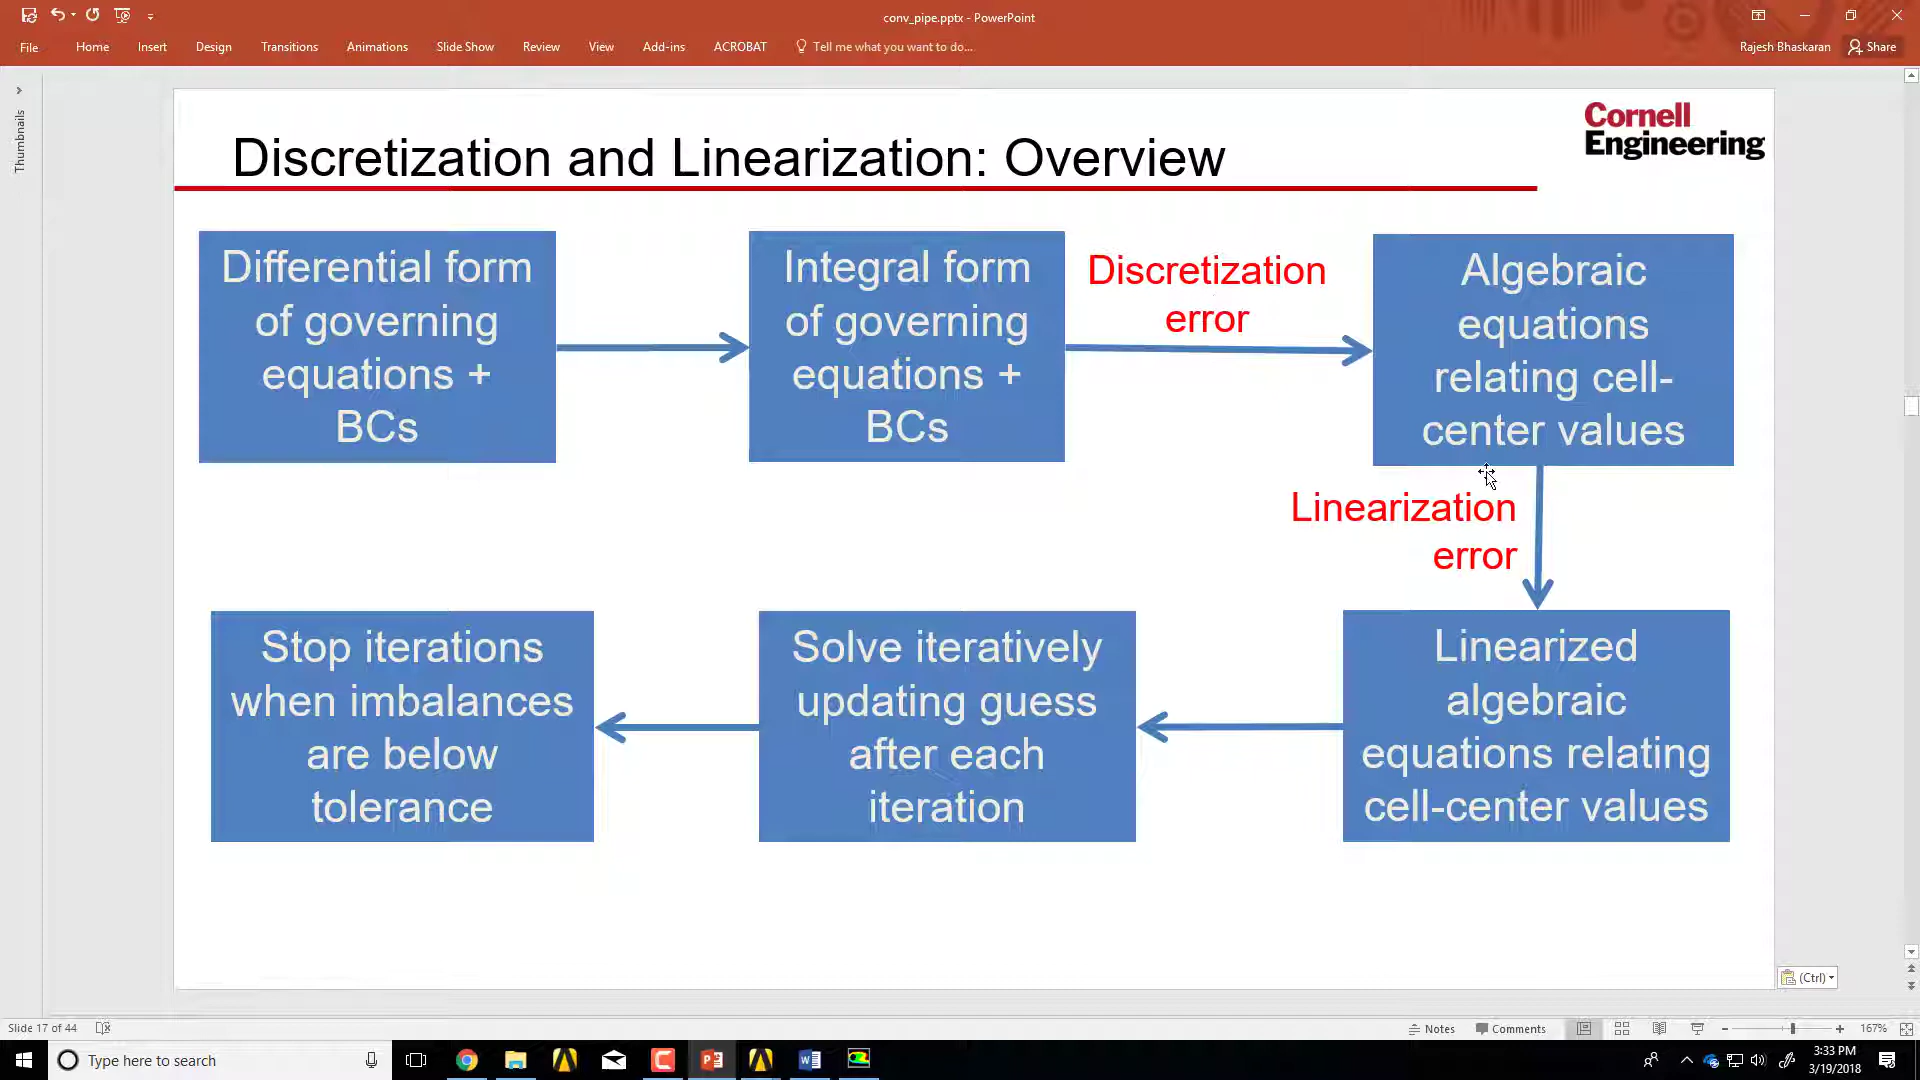 conv_pipe.pptx - PowerPoint
File Home Insert Design Transitions Animations Slide Show Review View Add-ins ACROBAT Tell me what you want to do... Rajesh Bhaskaran Share
Thumbnails
Cornell
Engineering
Discretization and Linearization: Overview
Differential form
of governing
equations +
BCs
Integral form
of governing
equations +
BCs
Discretization
error
Algebraic
equations
relating cell-
center values
Linearization
error
Linearized
algebraic
equations relating
cell-center values
Solve iteratively
updating guess
after each
iteration
Stop iterations
when imbalances
are below
tolerance
(Ctrl)
Slide 17 of 44 Notes Comments 167%
Type here to search
3:33 PM
3/19/2018